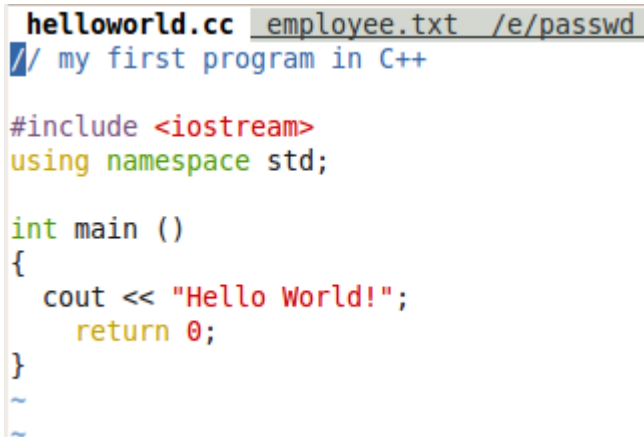 helloworld.cc employee.txt /e/passwd
// my first program in C++
#include <iostream>
using namespace std;
int main ()
{
  cout << "Hello World!";
    return 0;
}
~
~